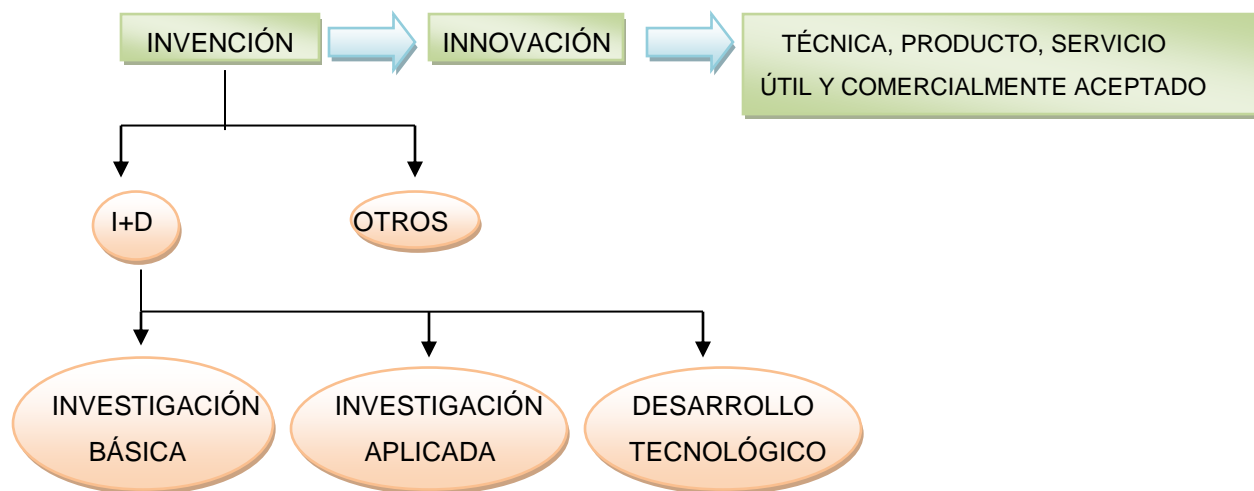 INVENCIÓN
INNOVACIÓN
TÉCNICA, PRODUCTO, SERVICIO
ÚTIL Y COMERCIALMENTE ACEPTADO
I+D
OTROS
INVESTIGACIÓN
BÁSICA
INVESTIGACIÓN
APLICADA
DESARROLLO
TECNOLÓGICO